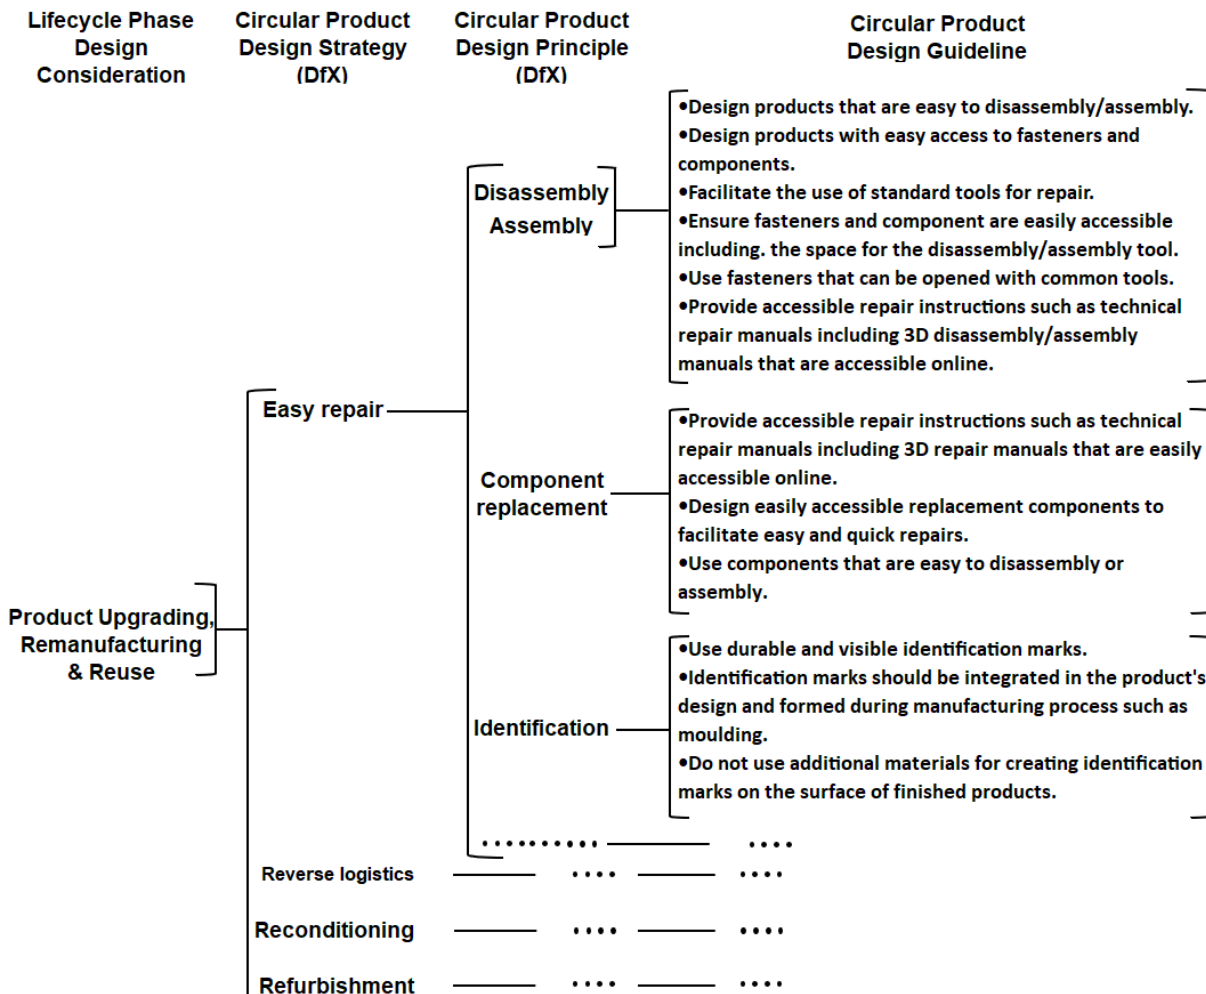 Lifecycle Phase
Design
Consideration
Circular Product
Design Strategy
(DfX)
Circular Product
Design Principle
(DfX)
Circular Product
Design Guideline
Product Upgrading,
Remanufacturing
& Reuse
Easy repair
Disassembly
Assembly
•Design products that are easy to disassembly/assembly.
•Design products with easy access to fasteners and
components.
•Facilitate the use of standard tools for repair.
•Ensure fasteners and component are easily accessible
including. the space for the disassembly/assembly tool.
•Use fasteners that can be opened with common tools.
•Provide accessible repair instructions such as technical
repair manuals including 3D disassembly/assembly
manuals that are accessible online.
Component
replacement
•Provide accessible repair instructions such as technical
repair manuals including 3D repair manuals that are easily
accessible online.
•Design easily accessible replacement components to
facilitate easy and quick repairs.
•Use components that are easy to disassembly or
assembly.
Identification
•Use durable and visible identification marks.
•Identification marks should be integrated in the product's
design and formed during manufacturing process such as
moulding.
•Do not use additional materials for creating identification
marks on the surface of finished products.
.......... ....
Reverse logistics .... ....
Reconditioning .... ....
Refurbishment .... ....